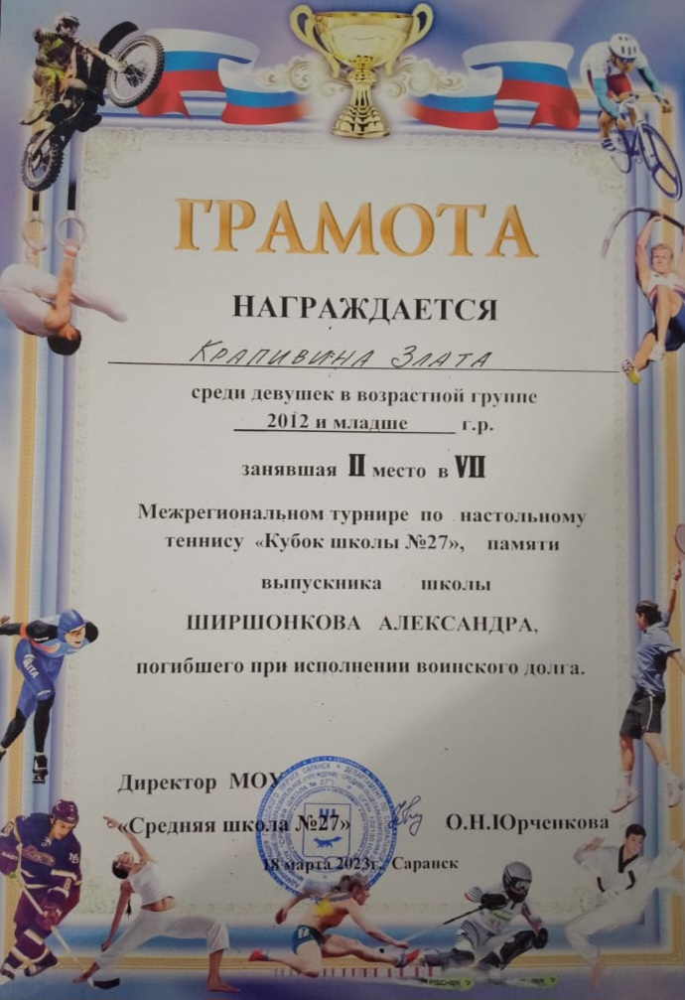 ГРАМОТА
НАГРАЖДАЕТСЯ
Крапивина Злата
среди девушек в возрастной группе
2012 и младше г.р.
занявшая II место в VII
Межрегиональном турнире по настольному
теннису «Кубок школы №27», памяти
выпускника школы
ШИРШОНКОВА АЛЕКСАНДРА,
погибшего при исполнении воинского долга.
Директор МОУ
«Средняя школа №27» О.Н.Юрченкова
18 марта 2023г., Саранск
FISCHER